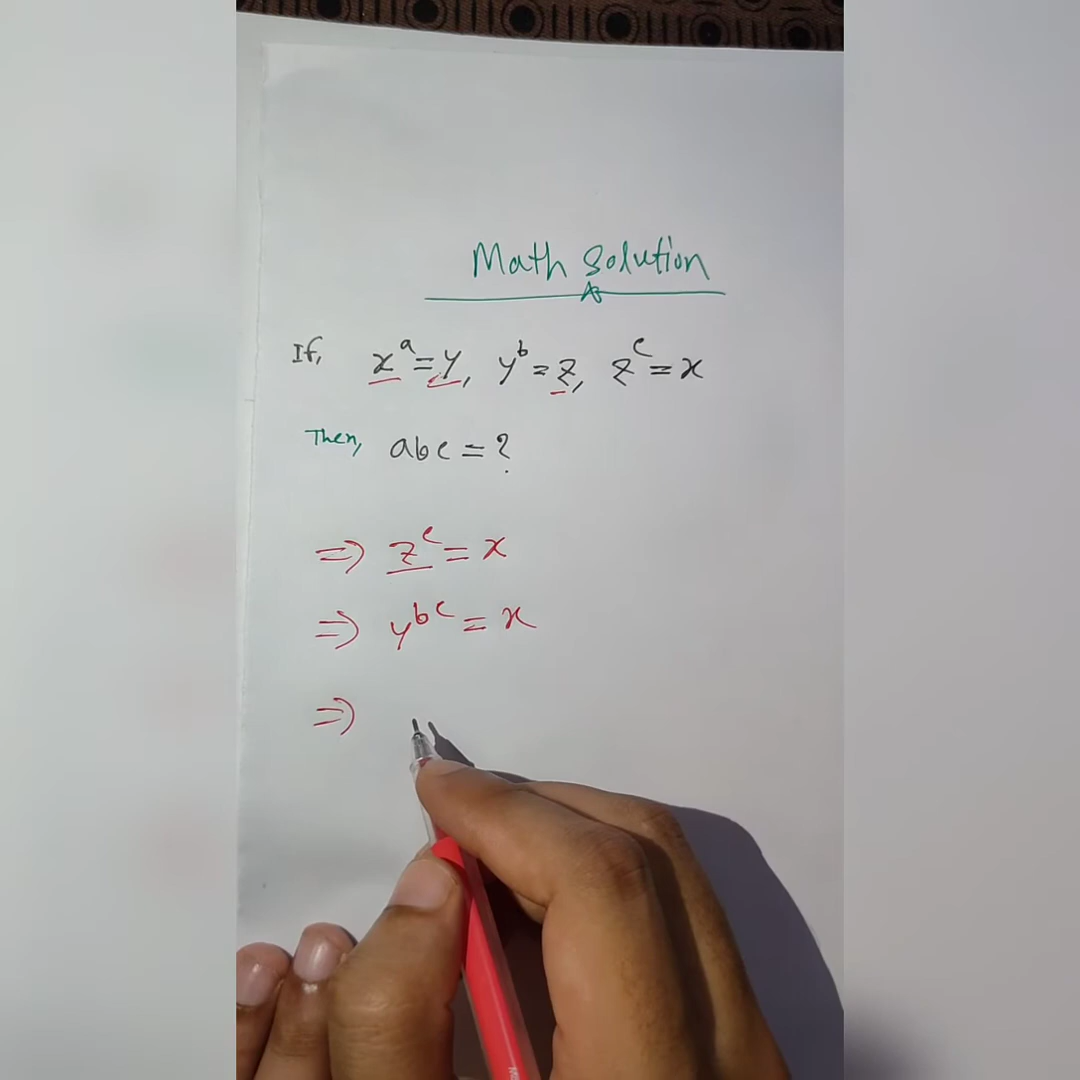 Math Solution
If, x^a = y, y^b = z, z^c = x
Then, abc = ?
⇒ z^c = x
⇒ y^bc = x
⇒